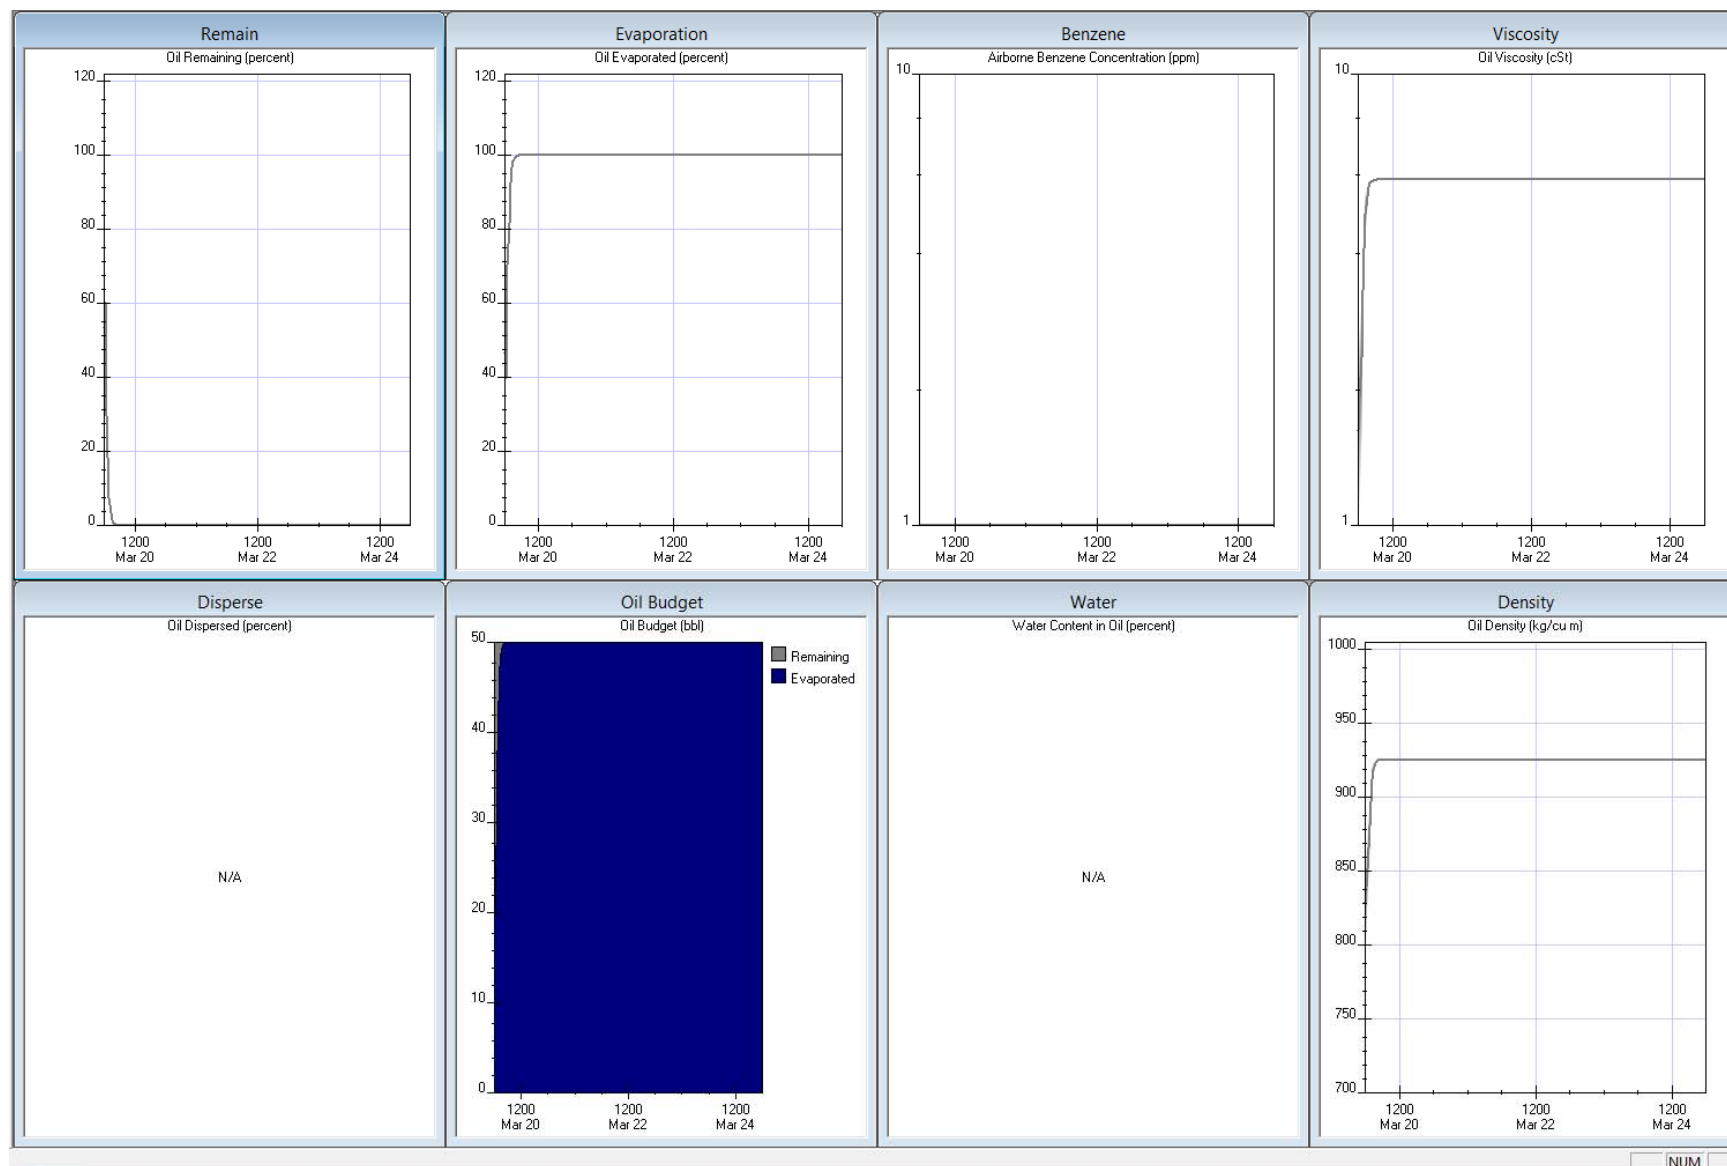 Remain
Oil Remaining (percent)
120
100
80
60
40
20
0
1200 1200 1200
Mar 20 Mar 22 Mar 24
Evaporation
Oil Evaporated (percent)
120
100
80
60
40
20
0
1200 1200 1200
Mar 20 Mar 22 Mar 24
Benzene
Airborne Benzene Concentration (ppm)
10
1
1200 1200 1200
Mar 20 Mar 22 Mar 24
Viscosity
Oil Viscosity (cSt)
10
1
1200 1200 1200
Mar 20 Mar 22 Mar 24
Disperse
Oil Dispersed (percent)
N/A
Oil Budget
Oil Budget (bbl)
50
40
30
20
10
0
1200 1200 1200
Mar 20 Mar 22 Mar 24
Remaining
Evaporated
Water
Water Content in Oil (percent)
N/A
Density
Oil Density (kg/cu m)
1000
950
900
850
800
750
700
1200 1200 1200
Mar 20 Mar 22 Mar 24
NUM